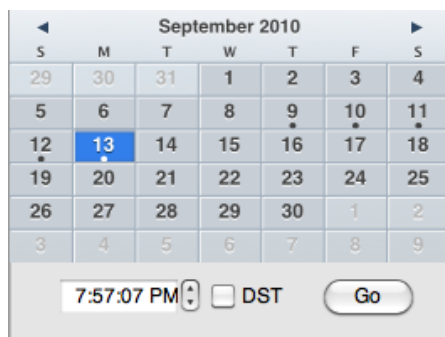 September 2010
S M T W T F S
29 30 31 1 2 3 4
5 6 7 8 9 10 11
12 13 14 15 16 17 18
19 20 21 22 23 24 25
26 27 28 29 30 1 2
3 4 5 6 7 8 9
7:57:07 PM DST Go